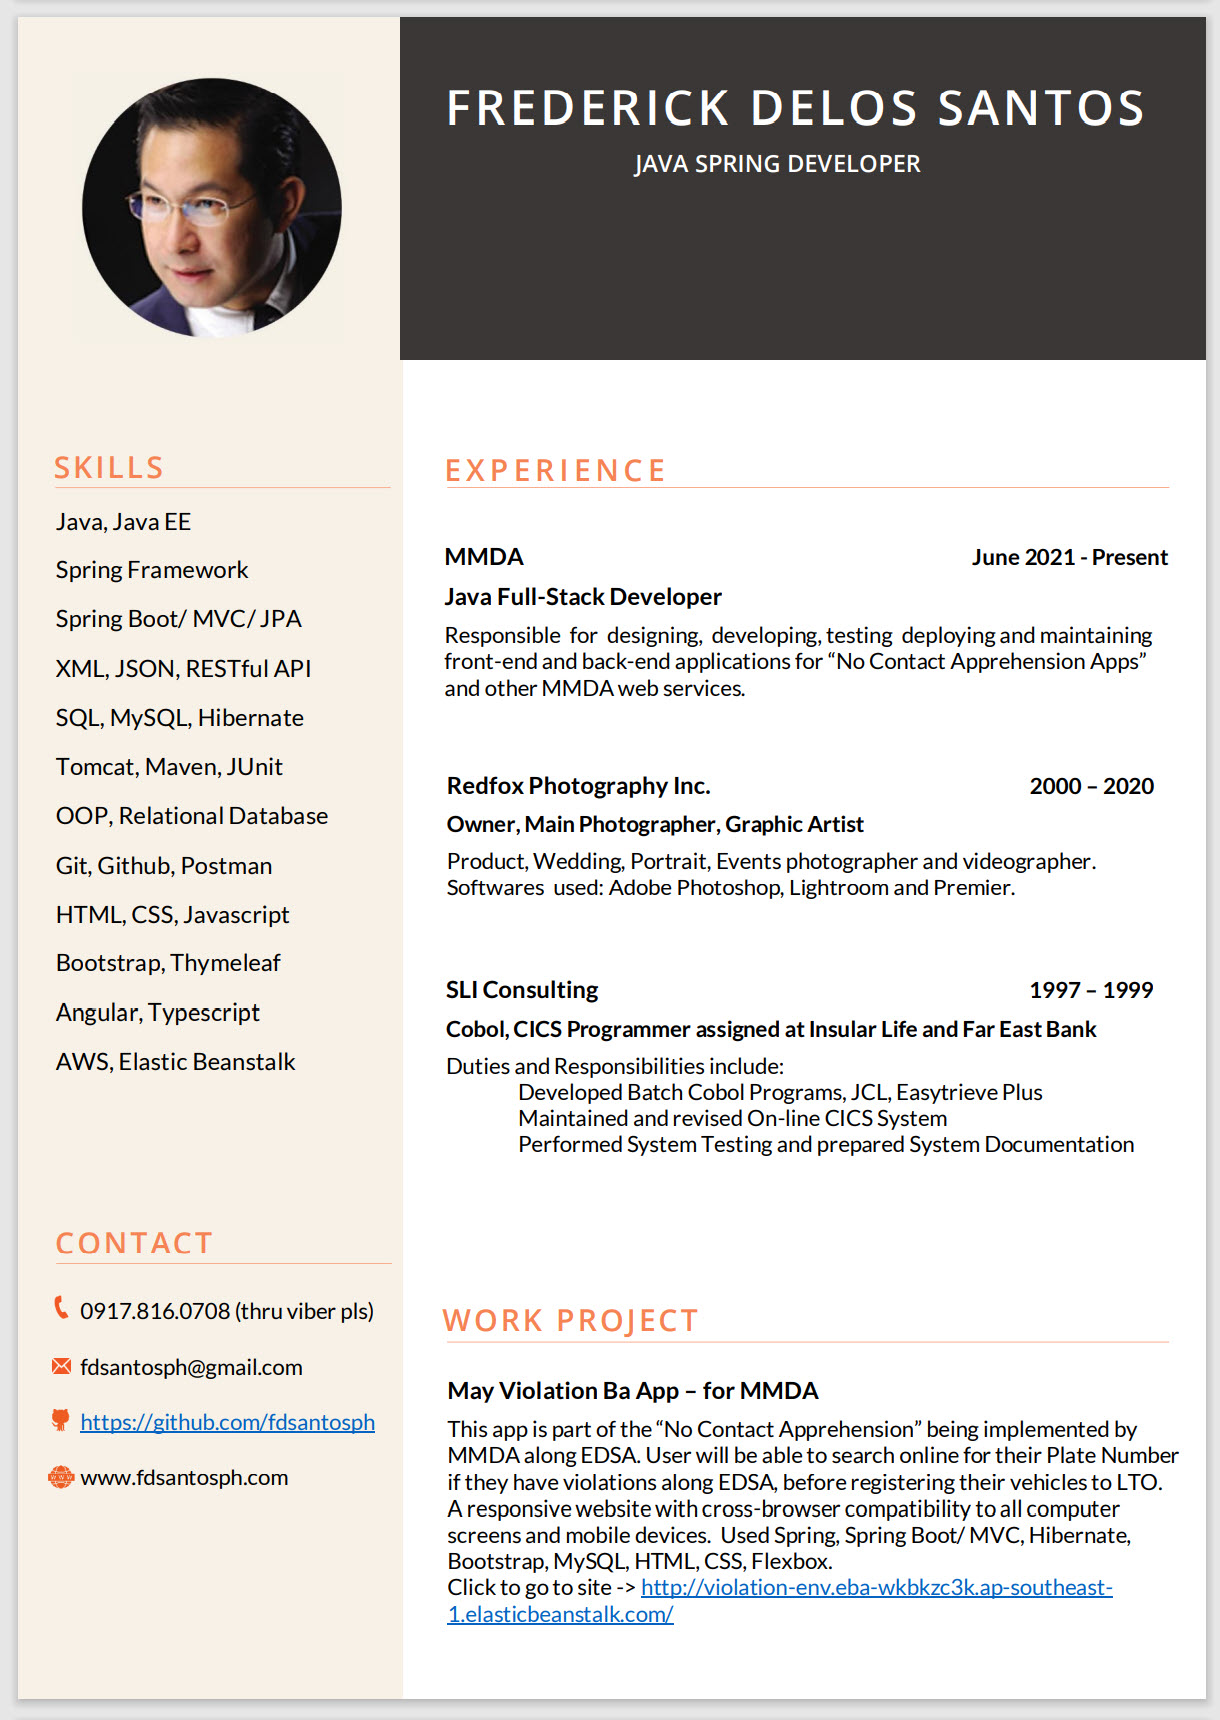 FREDERICK DELOS SANTOS
JAVA SPRING DEVELOPER
SKILLS
Java, Java EE
Spring Framework
Spring Boot/ MVC/ JPA
XML, JSON, RESTful API
SQL, MySQL, Hibernate
Tomcat, Maven, JUnit
OOP, Relational Database
Git, Github, Postman
HTML, CSS, Javascript
Bootstrap, Thymeleaf
Angular, Typescript
AWS, Elastic Beanstalk
CONTACT
0917.816.0708 (thru viber pls)
fdsantosph@gmail.com
https://github.com/fdsantosph
WWW www.fdsantosph.com
EXPERIENCE
MMDA June 2021 - Present
Java Full-Stack Developer
Responsible for designing, developing, testing deploying and maintaining
front-end and back-end applications for “No Contact Apprehension Apps”
and other MMDA web services.
Redfox Photography Inc. 2000 – 2020
Owner, Main Photographer, Graphic Artist
Product, Wedding, Portrait, Events photographer and videographer.
Softwares used: Adobe Photoshop, Lightroom and Premier.
SLI Consulting 1997 – 1999
Cobol, CICS Programmer assigned at Insular Life and Far East Bank
Duties and Responsibilities include:
Developed Batch Cobol Programs, JCL, Easytrieve Plus
Maintained and revised On-line CICS System
Performed System Testing and prepared System Documentation
WORK PROJECT
May Violation Ba App – for MMDA
This app is part of the “No Contact Apprehension” being implemented by
MMDA along EDSA. User will be able to search online for their Plate Number
if they have violations along EDSA, before registering their vehicles to LTO.
A responsive website with cross-browser compatibility to all computer
screens and mobile devices. Used Spring, Spring Boot/ MVC, Hibernate,
Bootstrap, MySQL, HTML, CSS, Flexbox.
Click to go to site -> http://violation-env.eba-wkbkzc3k.ap-southeast-
1.elasticbeanstalk.com/